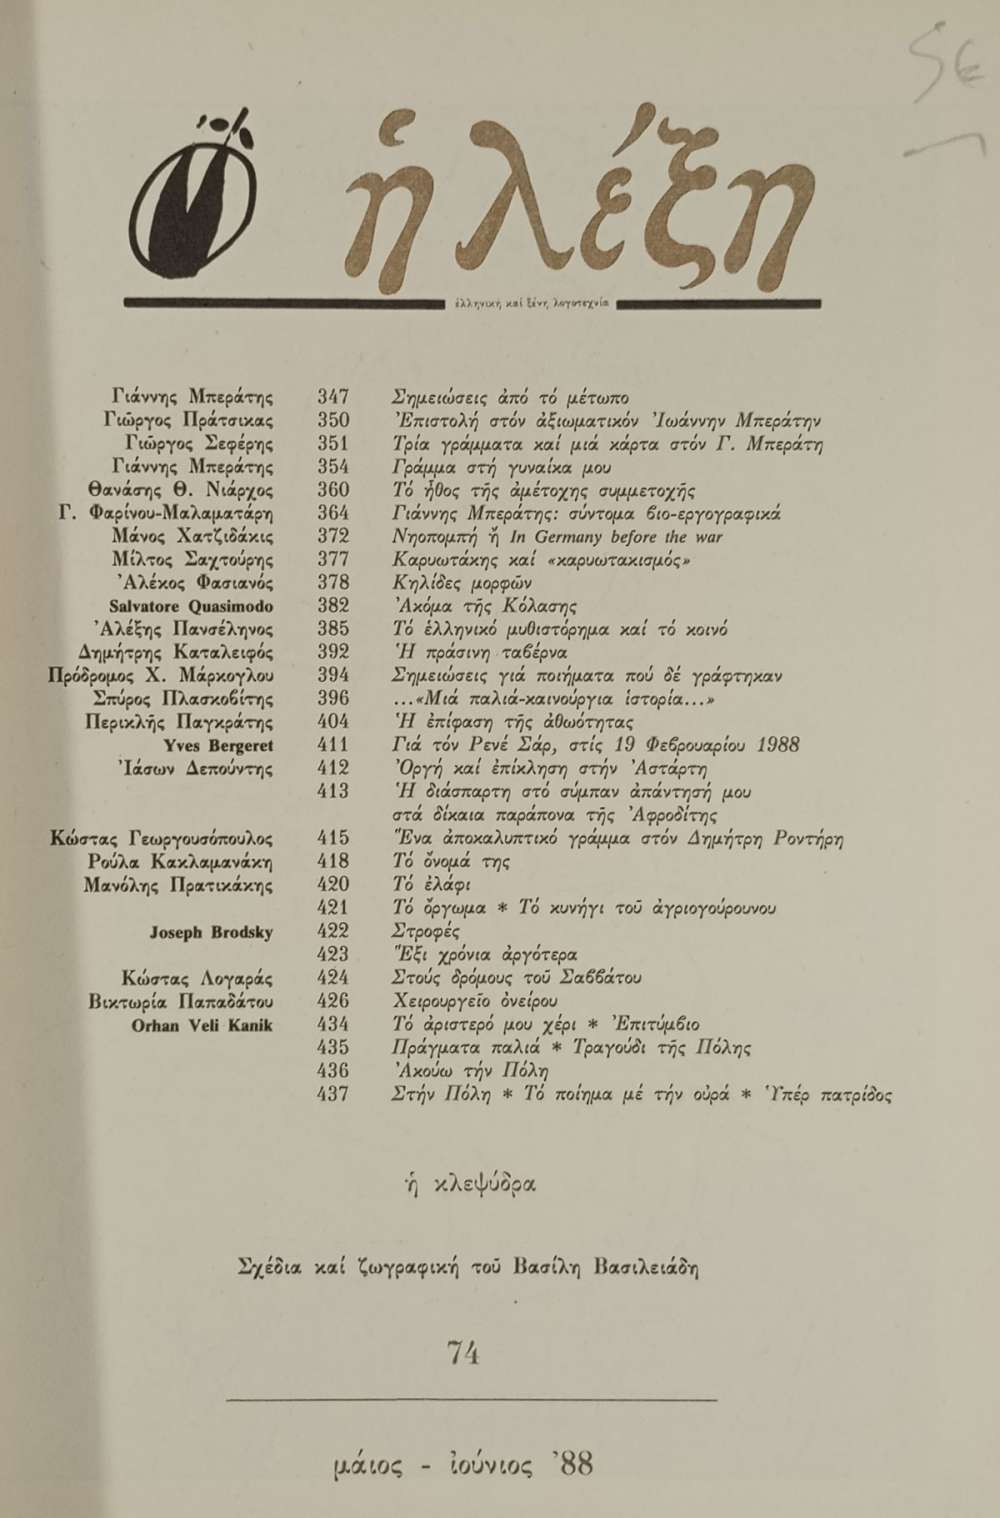 5€
ἡ λέξη
ἑλληνική καί ξένη λογοτεχνία
Γιάννης Μπεράτης 347 Σημειώσεις ἀπό τό μέτωπο
Γιῶργος Πράτσικας 350 Ἐπιστολή στόν ἀξιωματικόν Ἰωάννην Μπεράτην
Γιῶργος Σεφέρης 351 Τρία γράμματα καί μιά κάρτα στόν Γ. Μπεράτη
Γιάννης Μπεράτης 354 Γράμμα στή γυναίκα μου
Θανάσης Θ. Νιάρχος 360 Τό ἦθος τῆς ἀμέτοχης συμμετοχῆς
Γ. Φαρίνου-Μαλαματάρη 364 Γιάννης Μπεράτης: σύντομα βιο-εργογραφικά
Μάνος Χατζιδάκις 372 Νηοπομπή ἤ In Germany before the war
Μίλτος Σαχτούρης 377 Καρυωτάκης καί «καρυωτακισμός»
Ἀλέκος Φασιανός 378 Κηλίδες μορφῶν
Salvatore Quasimodo 382 Ἀκόμα τῆς Κόλασης
Ἀλέξης Πανσέληνος 385 Τό ἑλληνικό μυθιστόρημα καί τό κοινό
Δημήτρης Καταλειφός 392 Ἡ πράσινη ταβέρνα
Πρόδρομος Χ. Μάρκογλου 394 Σημειώσεις γιά ποιήματα πού δέ γράφτηκαν
Σπύρος Πλασκοβίτης 396 ...«Μιά παλιά-καινούργια ἱστορία...»
Περικλῆς Παγκράτης 404 Ἡ ἐπίφαση τῆς ἀθωότητας
Yves Bergeret 411 Γιά τόν Ρενέ Σάρ, στίς 19 Φεβρουαρίου 1988
Ἰάσων Δεπούντης 412 Ὀργή καί ἐπίκληση στήν Ἀστάρτη
413 Ἡ διάσπαρτη στό σύμπαν ἀπάντησή μου
στά δίκαια παράπονα τῆς Ἀφροδίτης
Κώστας Γεωργουσόπουλος 415 Ἕνα ἀποκαλυπτικό γράμμα στόν Δημήτρη Ροντήρη
Ρούλα Κακλαμανάκη 418 Τό ὄνομά της
Μανόλης Πρατικάκης 420 Τό ἐλάφι
421 Τό ὄργωμα * Τό κυνήγι τοῦ ἀγριογούρουνου
Joseph Brodsky 422 Στροφές
423 Ἕξι χρόνια ἀργότερα
Κώστας Λογαράς 424 Στούς δρόμους τοῦ Σαββάτου
Βικτωρία Παπαδάτου 426 Χειρουργεῖο ὀνείρου
Orhan Veli Kanik 434 Τό ἀριστερό μου χέρι * Ἐπιτύμβιο
435 Πράγματα παλιά * Τραγούδι τῆς Πόλης
436 Ἀκούω τήν Πόλη
437 Στήν Πόλη * Τό ποίημα μέ τήν οὐρά * Ὑπέρ πατρίδος
ἡ κλεψύδρα
Σχέδια καί ζωγραφική τοῦ Βασίλη Βασιλειάδη
74
μάιος - ἰούνιος '88